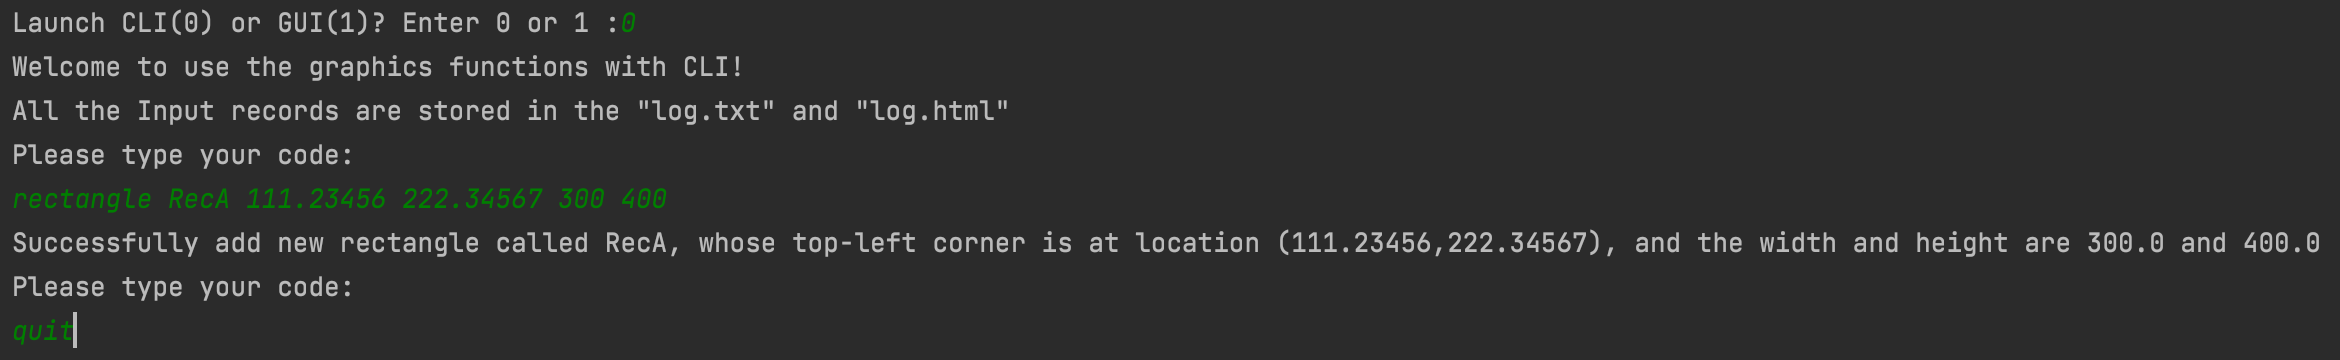 Launch CLI(0) or GUI(1)? Enter 0 or 1 :0
Welcome to use the graphics functions with CLI!
All the Input records are stored in the "log.txt" and "log.html"
Please type your code:
rectangle RecA 111.23456 222.34567 300 400
Successfully add new rectangle called RecA, whose top-left corner is at location (111.23456,222.34567), and the width and height are 300.0 and 400.0
Please type your code:
quit